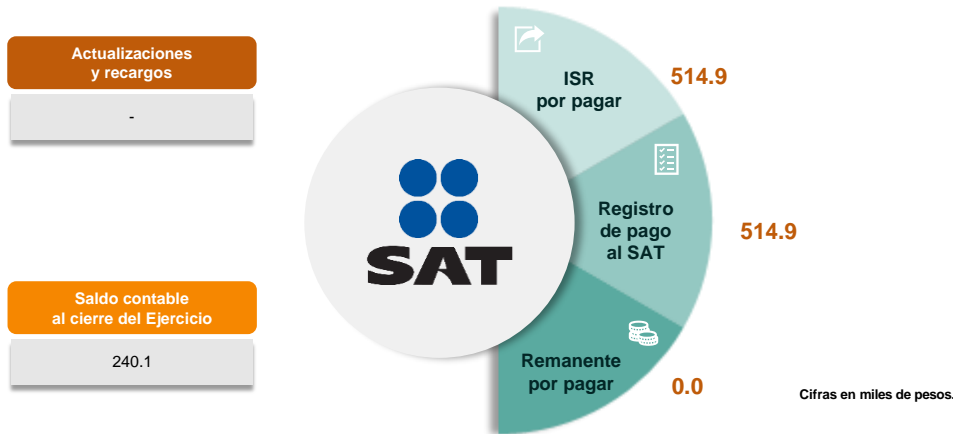 Actualizaciones
y recargos
-
Saldo contable
al cierre del Ejercicio
240.1
SAT
ISR
por pagar
514.9
Registro
de pago
al SAT
514.9
Remanente
por pagar
0.0
Cifras en miles de pesos.